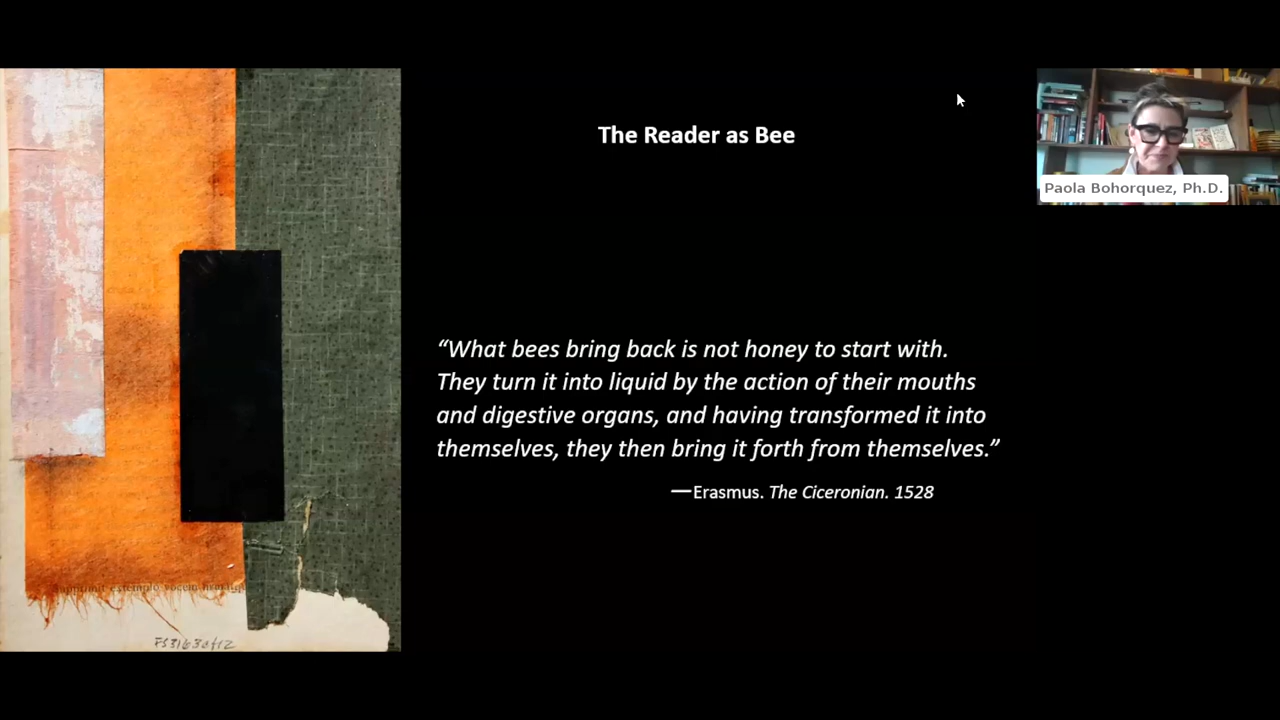 The Reader as Bee
Paola Bohorquez, Ph.D.
“What bees bring back is not honey to start with.
They turn it into liquid by the action of their mouths
and digestive organs, and having transformed it into
themselves, they then bring it forth from themselves.”
—Erasmus. The Ciceronian. 1528
vocem